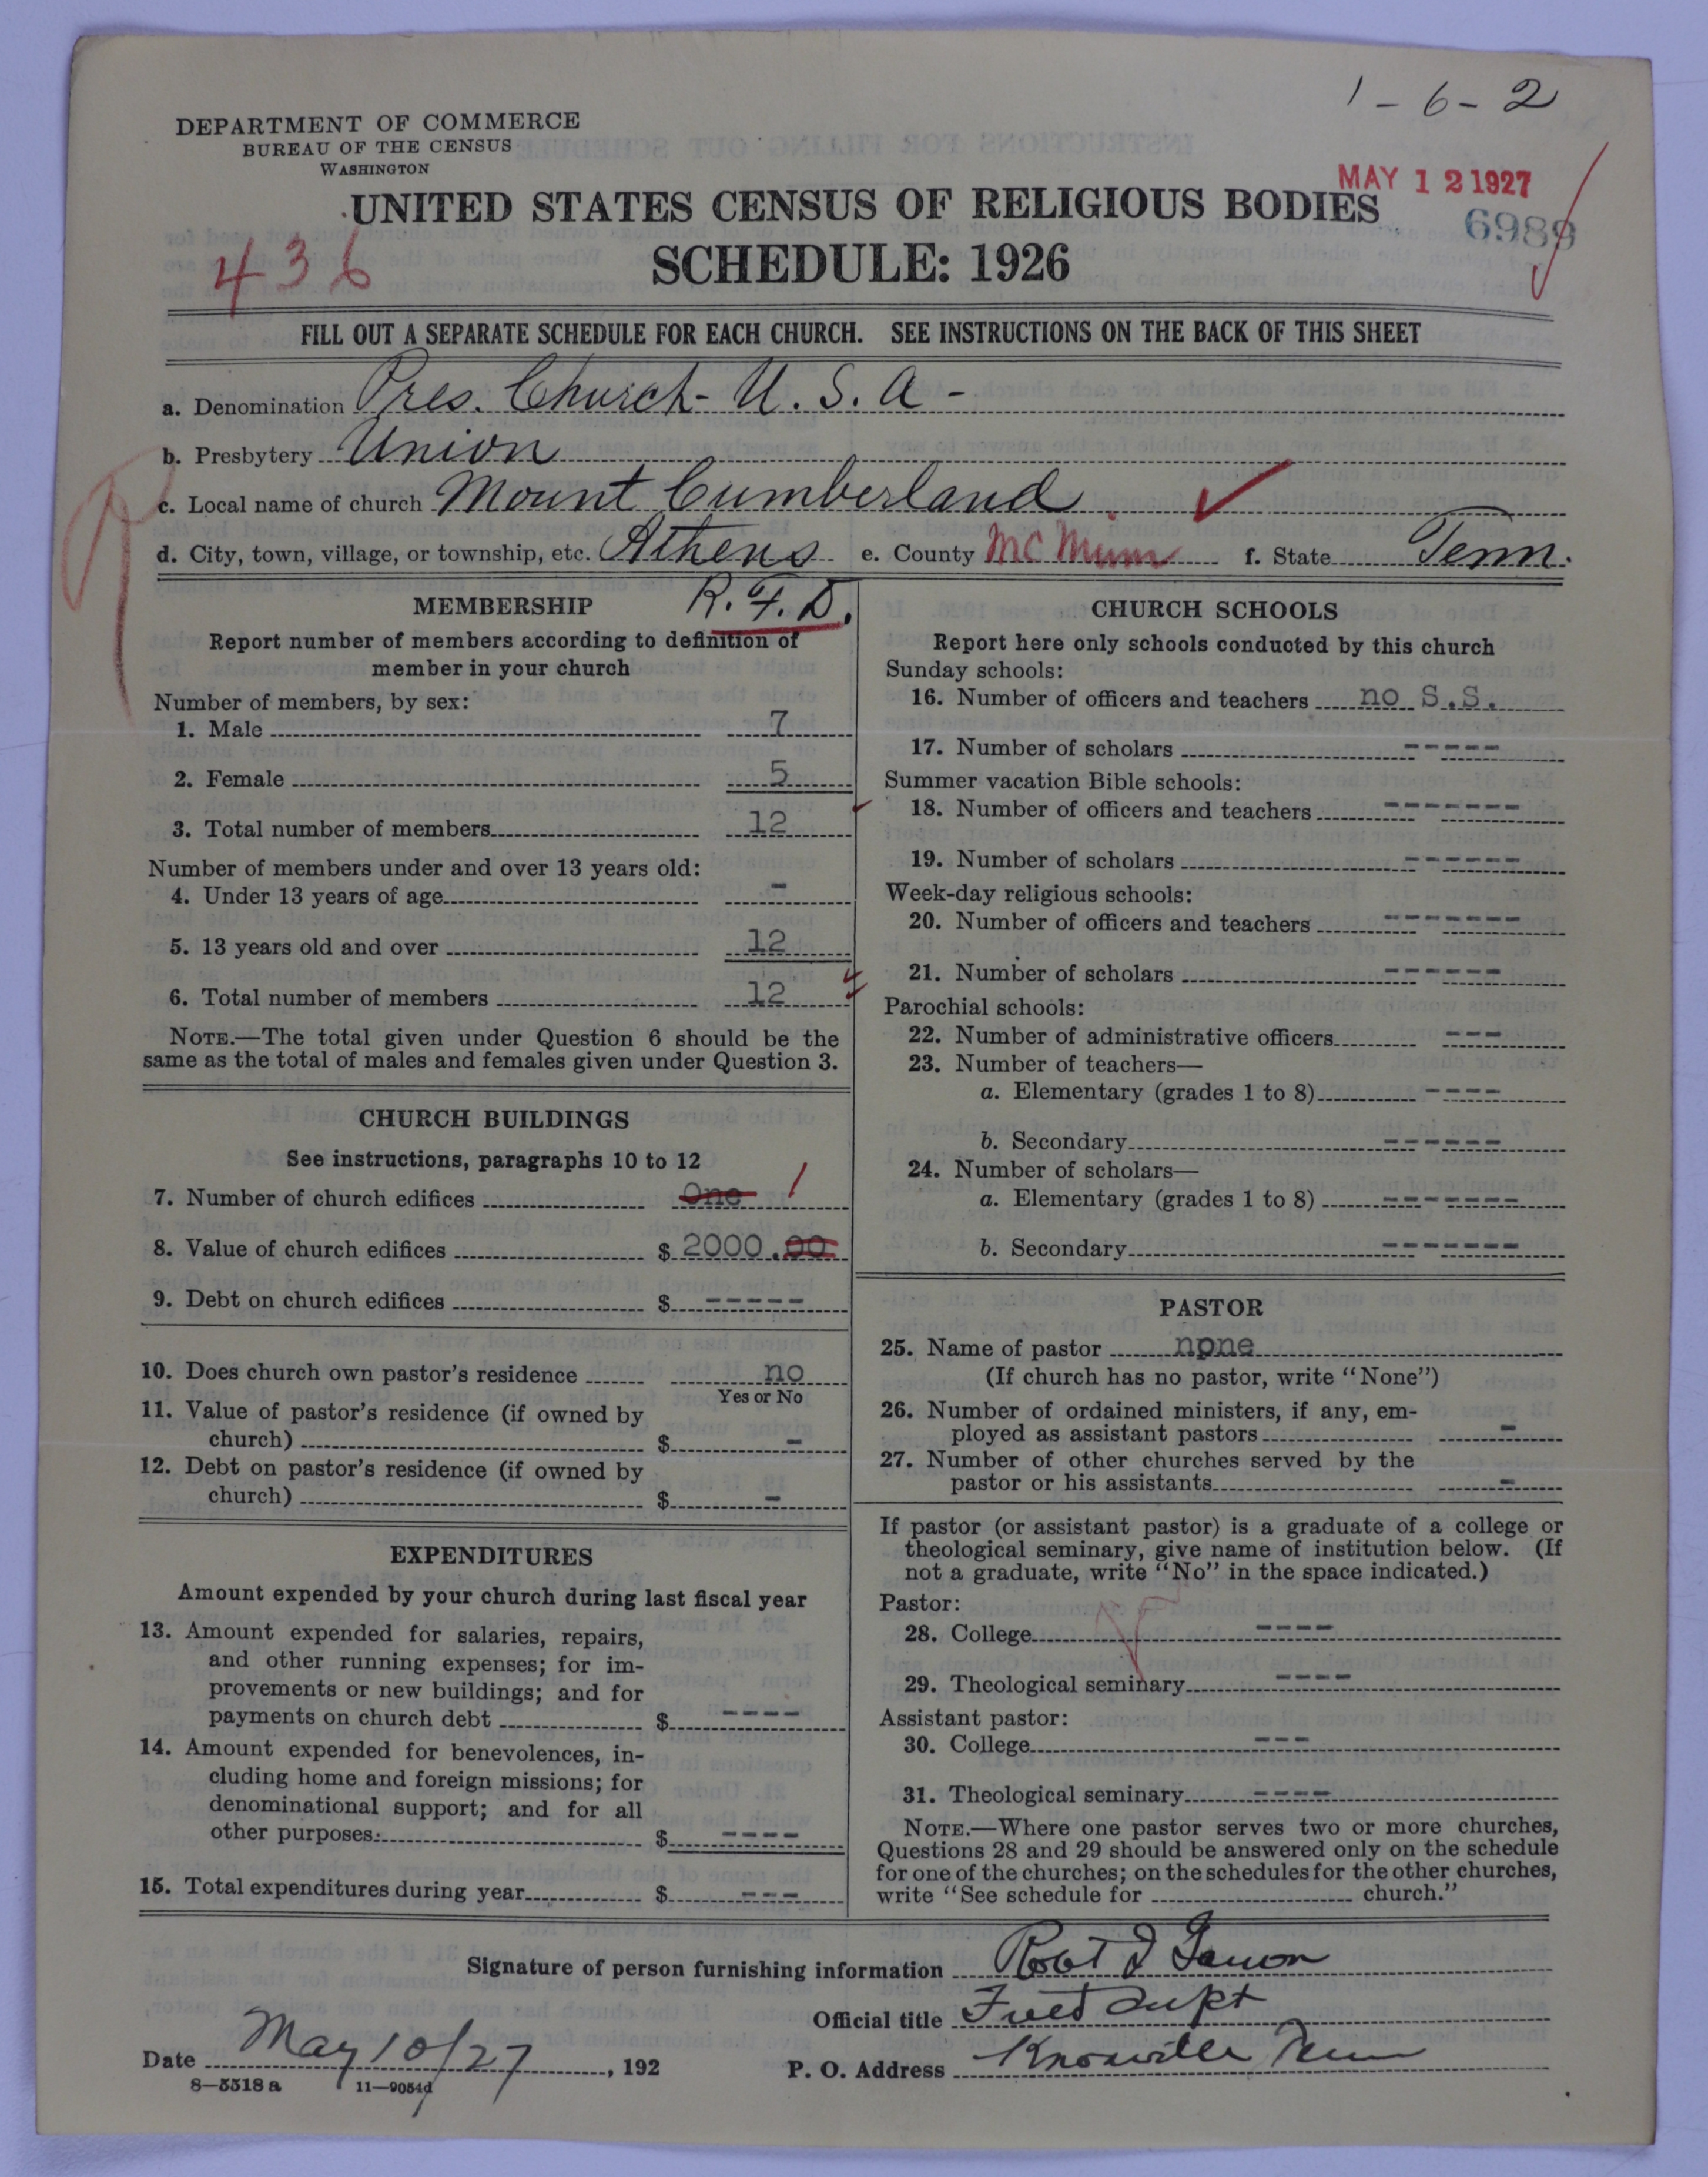 1-6-2
DEPARTMENT OF COMMERCE
BUREAU OF THE CENSUS
WASHINGTON
MAY 12 1927
UNITED STATES CENSUS OF RELIGIOUS BODIES
6989
436
SCHEDULE: 1926
FILL OUT A SEPARATE SCHEDULE FOR EACH CHURCH. SEE INSTRUCTIONS ON THE BACK OF THIS SHEET
a. Denomination Pres. Church - U.S.A -
b. Presbytery Union
c. Local name of church Mount Cumberland
d. City, town, village, or township, etc. Athens e. County McMinn f. State Tenn.
R.F.D.
MEMBERSHIP
Report number of members according to definition of
member in your church
Number of members, by sex:
1. Male 7
2. Female 5
3. Total number of members 12
Number of members under and over 13 years old:
4. Under 13 years of age -
5. 13 years old and over 12
6. Total number of members 12
NOTE.—The total given under Question 6 should be the
same as the total of males and females given under Question 3.
CHURCH BUILDINGS
See instructions, paragraphs 10 to 12
7. Number of church edifices One 1
8. Value of church edifices $ 2000.00
9. Debt on church edifices $ -----
10. Does church own pastor's residence no
Yes or No
11. Value of pastor's residence (if owned by
church) $ -
12. Debt on pastor's residence (if owned by
church) $ -
EXPENDITURES
Amount expended by your church during last fiscal year
13. Amount expended for salaries, repairs,
and other running expenses; for im-
provements or new buildings; and for
payments on church debt $ ----
14. Amount expended for benevolences, in-
cluding home and foreign missions; for
denominational support; and for all
other purposes $ ----
15. Total expenditures during year $ ---
CHURCH SCHOOLS
Report here only schools conducted by this church
Sunday schools:
16. Number of officers and teachers no S.S.
17. Number of scholars -----
Summer vacation Bible schools:
18. Number of officers and teachers -------
19. Number of scholars ------
Week-day religious schools:
20. Number of officers and teachers -------
21. Number of scholars ------
Parochial schools:
22. Number of administrative officers ---
23. Number of teachers—
a. Elementary (grades 1 to 8) ----
b. Secondary ------
24. Number of scholars—
a. Elementary (grades 1 to 8) -------
b. Secondary -------
PASTOR
25. Name of pastor npne
(If church has no pastor, write "None")
26. Number of ordained ministers, if any, em-
ployed as assistant pastors -
27. Number of other churches served by the
pastor or his assistants -
If pastor (or assistant pastor) is a graduate of a college or
theological seminary, give name of institution below. (If
not a graduate, write "No" in the space indicated.)
Pastor:
28. College ----
29. Theological seminary ----
Assistant pastor:
30. College ---
31. Theological seminary ----
NOTE.—Where one pastor serves two or more churches,
Questions 28 and 29 should be answered only on the schedule
for one of the churches; on the schedules for the other churches,
write "See schedule for church."
Signature of person furnishing information Robt
Official title Supt
Date May 10/27, 192
P. O. Address Knoxville Tenn
8—5518a 11—9054d